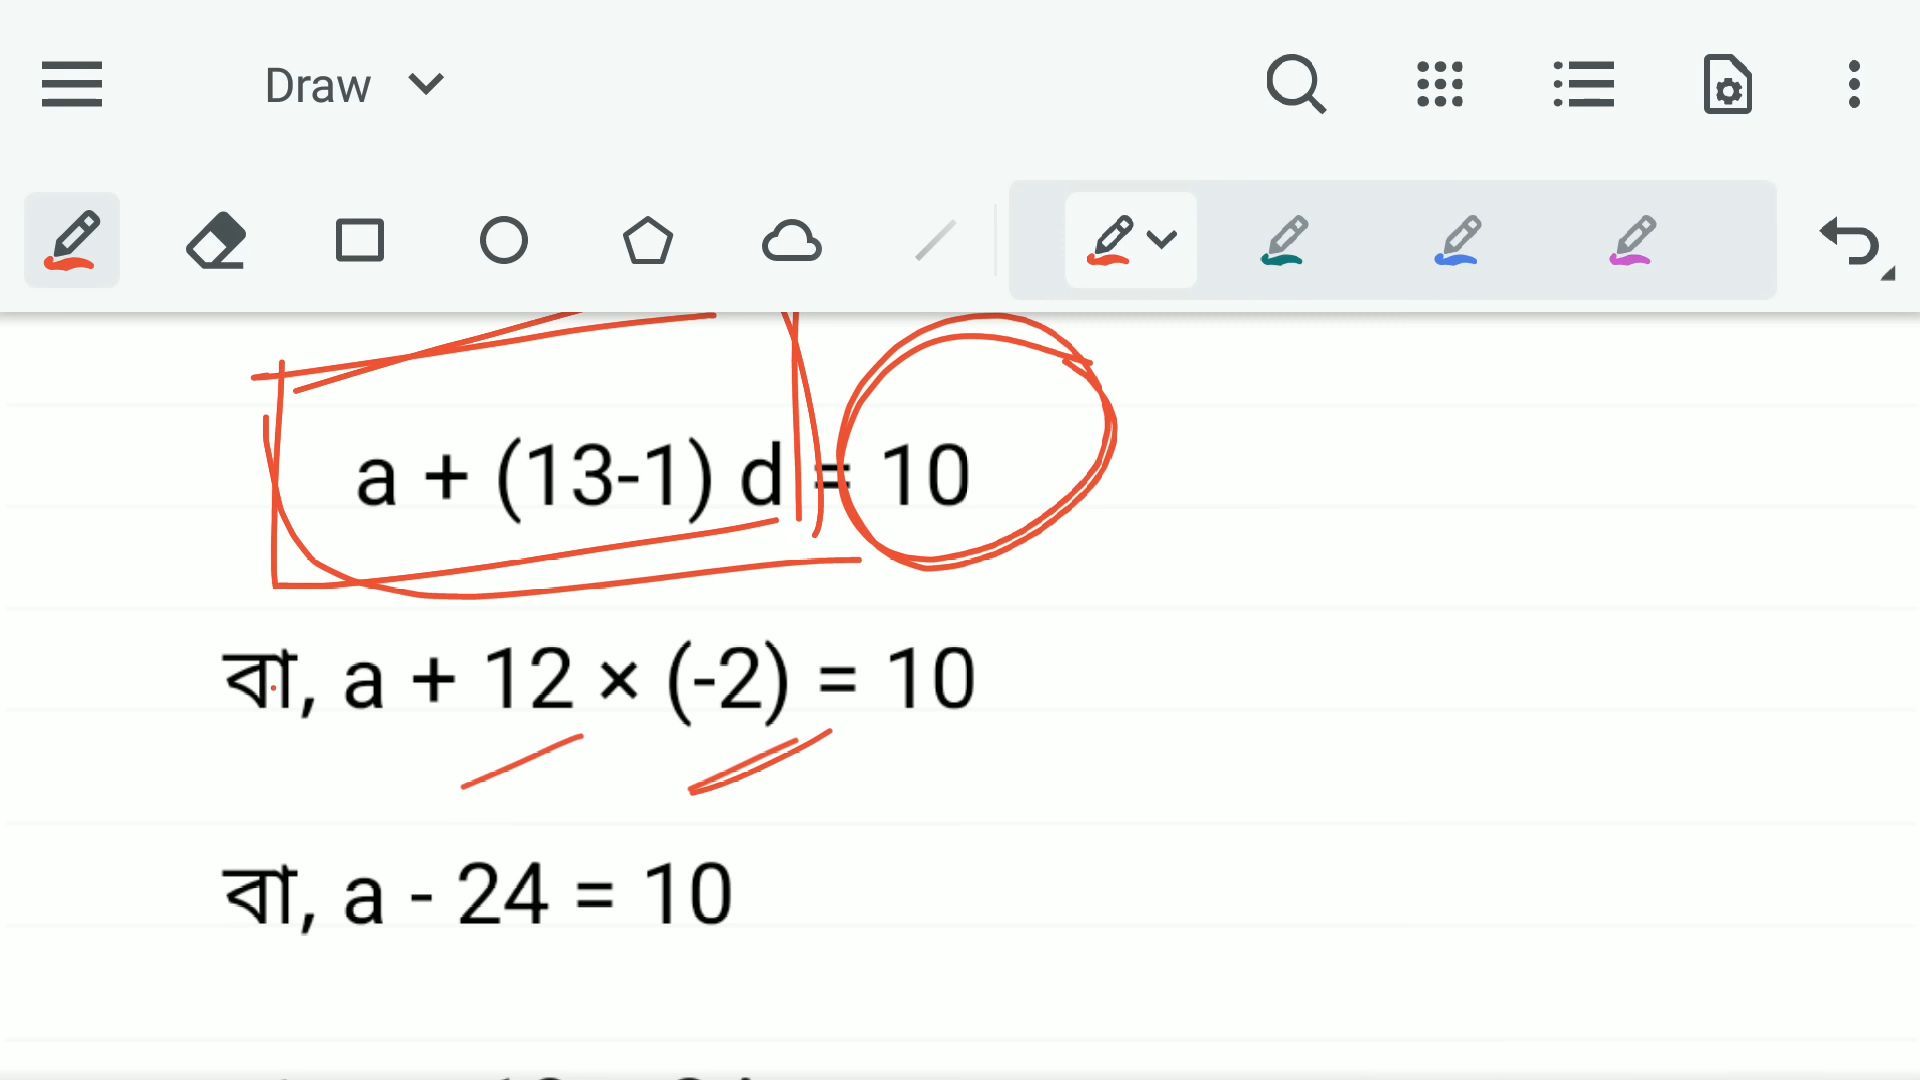 Draw
a + (13-1) d = 10
বা, a + 12 × (-2) = 10
বা, a - 24 = 10